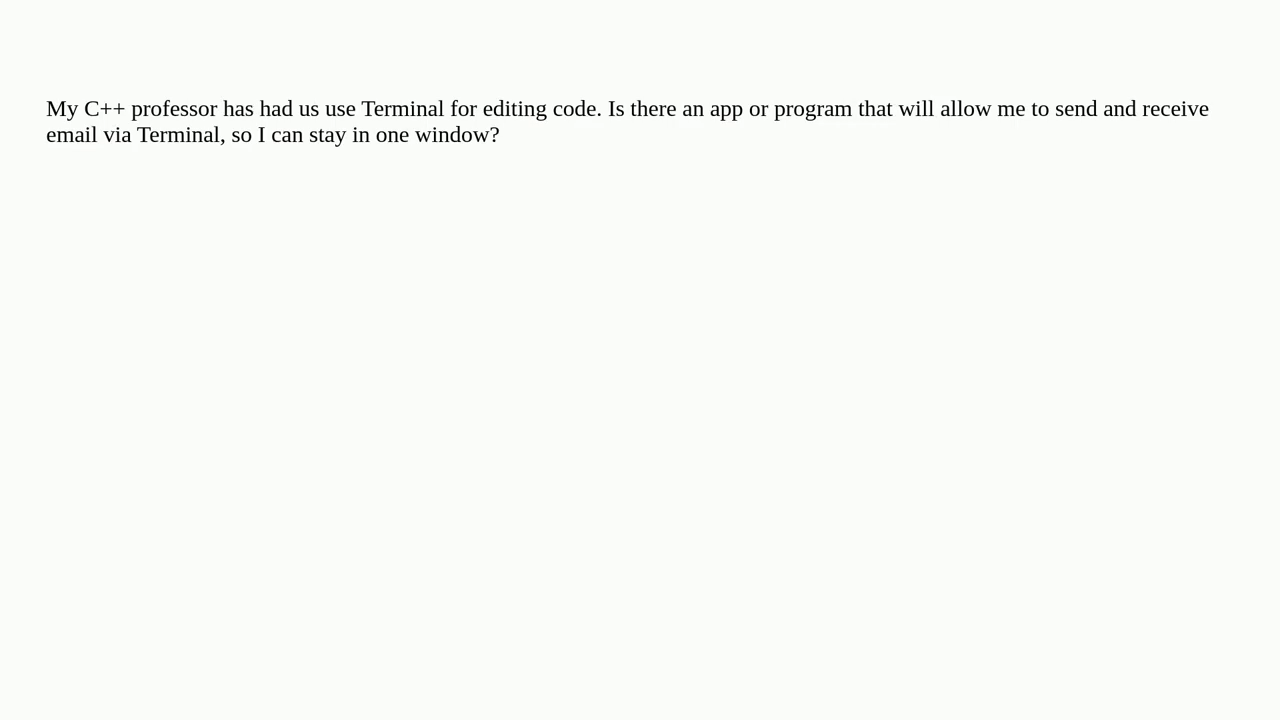 My C++ professor has had us use Terminal for editing code. Is there an app or program that will allow me to send and receive
email via Terminal, so I can stay in one window?